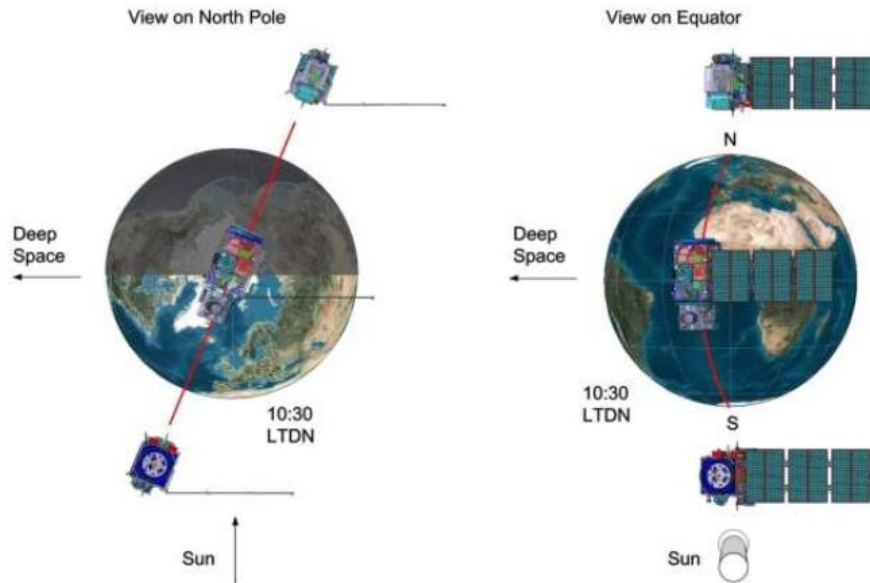 View on North Pole
Deep
Space
10:30
LTDN
Sun
View on Equator
N
Deep
Space
10:30
LTDN
S
Sun